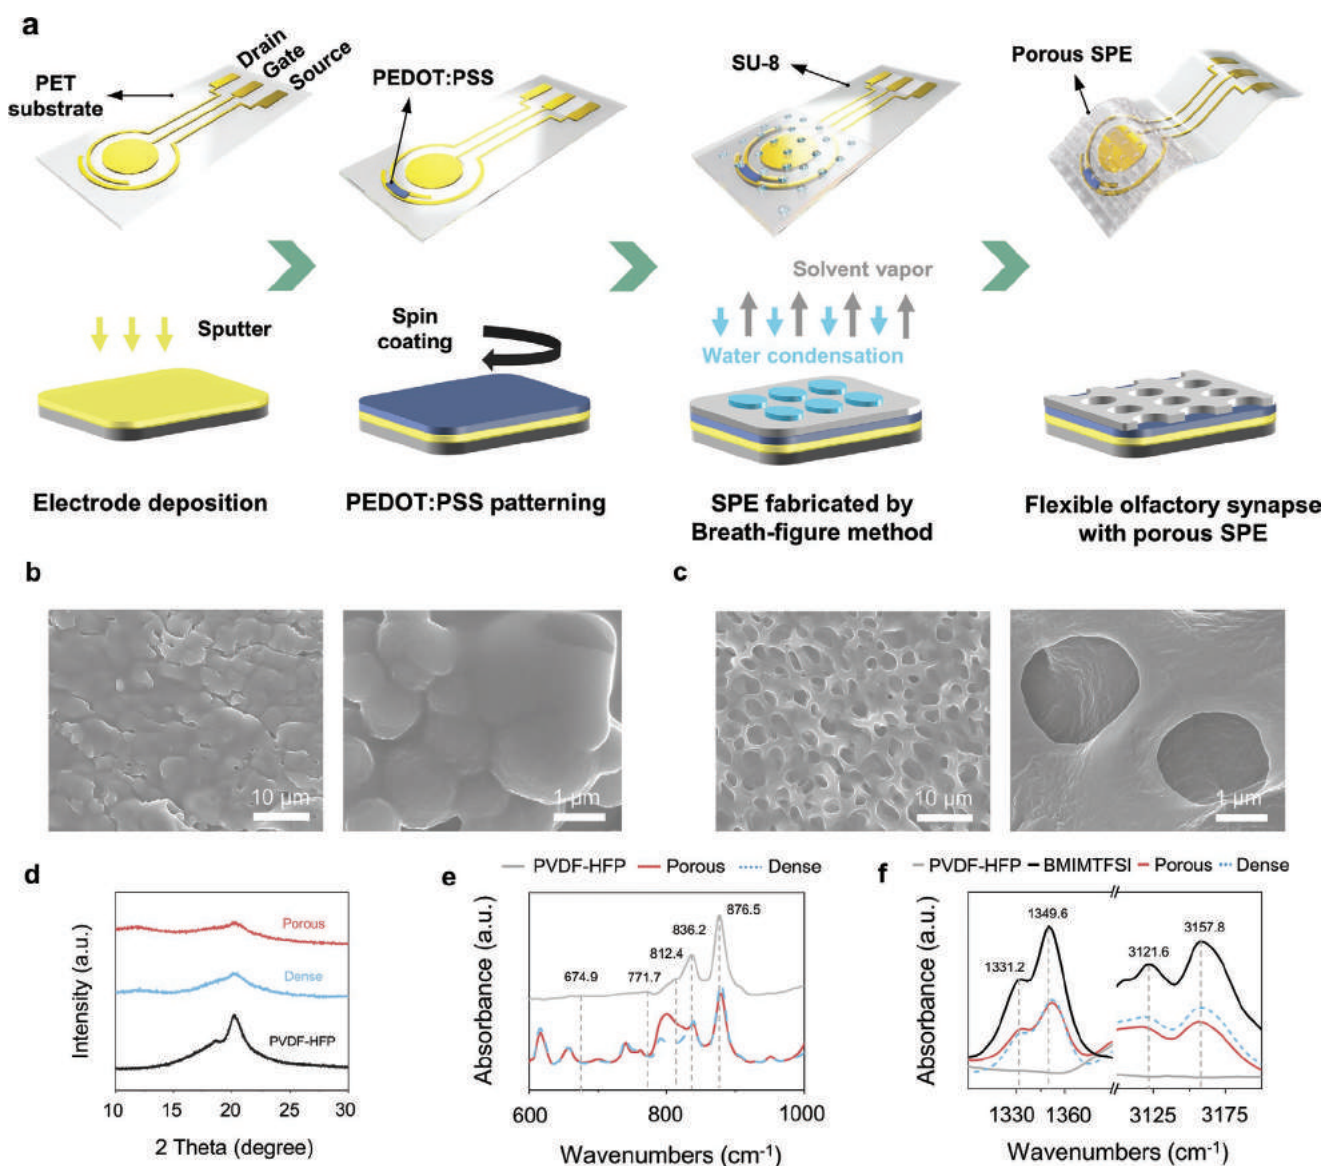 a
Drain
Gate
Source
PET
substrate
PEDOT:PSS
SU-8
Porous SPE
Sputter
Spin
coating
Solvent vapor
Water condensation
Electrode deposition
PEDOT:PSS patterning
SPE fabricated by
Breath-figure method
Flexible olfactory synapse
with porous SPE
b
10 μm
1 μm
c
10 μm
1 μm
d
Porous
Dense
PVDF-HFP
Intensity (a.u.)
10 15 20 25 30
2 Theta (degree)
e
PVDF-HFP Porous Dense
876.5
836.2
812.4
771.7
674.9
Absorbance (a.u.)
600 800 1000
Wavenumbers (cm-1)
f
PVDF-HFP BMIMTFSI Porous Dense
1349.6
1331.2
3157.8
3121.6
Absorbance (a.u.)
1330 1360 3125 3175
Wavenumbers (cm-1)